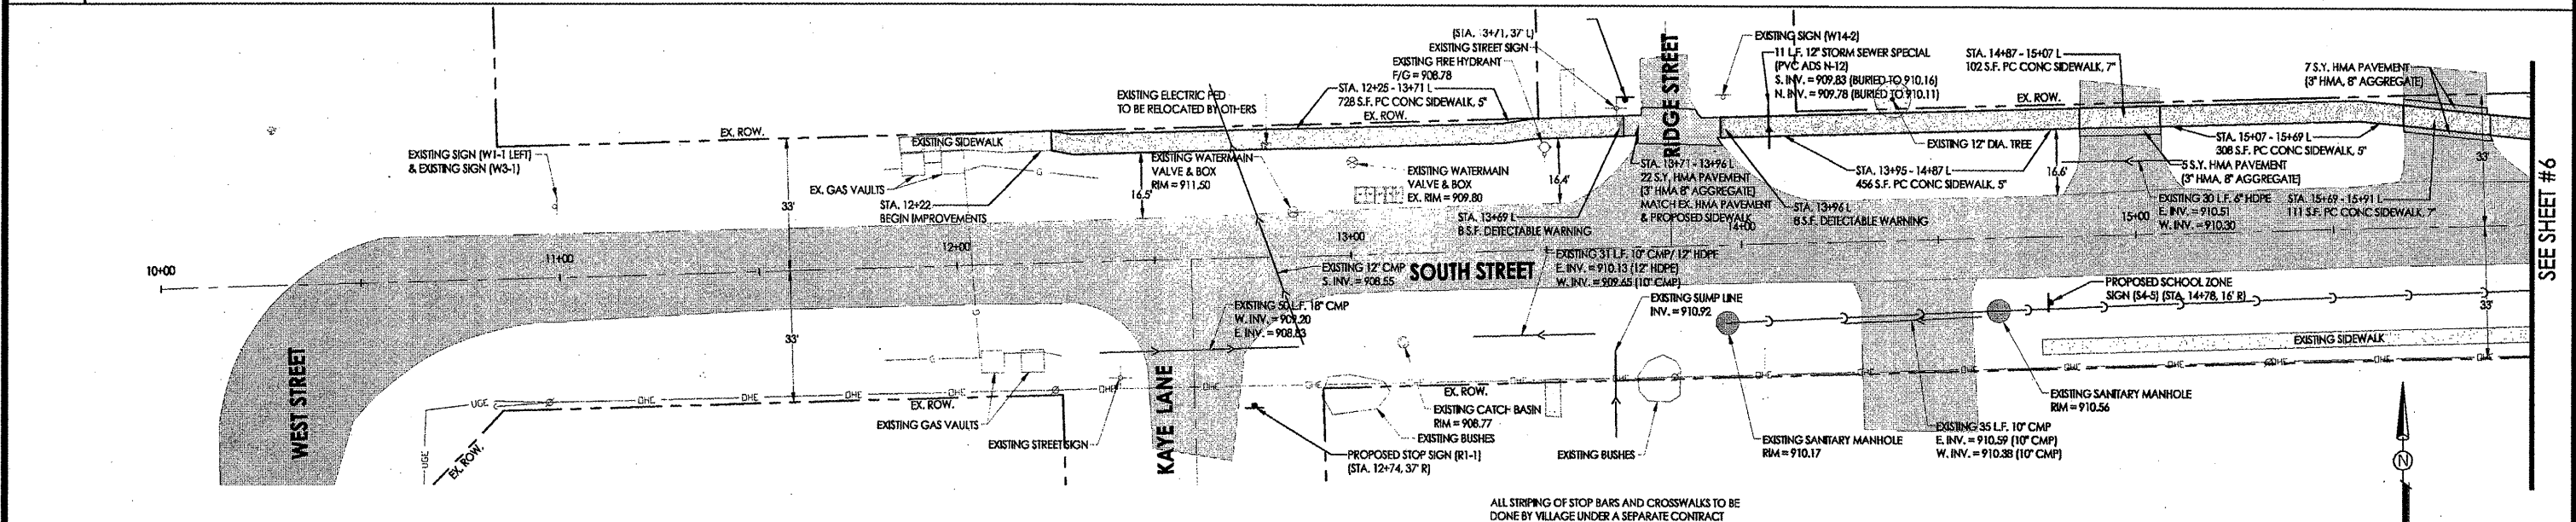 (STA. 13+71, 37' L)
EXISTING STREET SIGN
EXISTING FIRE HYDRANT
F/G = 908.78
STA. 12+25 - 13+71 L
728 S.F. PC CONC SIDEWALK, 5"
EX. ROW.
EXISTING ELECTRIC PED
TO BE RELOCATED BY OTHERS
RIDGE STREET
EXISTING SIGN (W14-2)
11 L.F. 12" STORM SEWER SPECIAL
(PVC ADS N-12)
S. INV. = 909.83 (BURIED TO 910.16)
N. INV. = 909.78 (BURIED TO 910.11)
STA. 14+87 - 15+07 L
102 S.F. PC CONC SIDEWALK, 7"
7 S.Y. HMA PAVEMENT
(3" HMA, 8" AGGREGATE)
EX. ROW.
EX. ROW.
EXISTING SIDEWALK
EXISTING SIGN (W1-1 LEFT)
& EXISTING SIGN (W3-1)
EX. GAS VAULTS
STA. 12+22
BEGIN IMPROVEMENTS
33'
16.5'
EXISTING WATERMAIN
VALVE & BOX
RIM = 911.50
EXISTING WATERMAIN
VALVE & BOX
EX. RIM = 909.80
16.4'
STA. 13+69 L
8 S.F. DETECTABLE WARNING
STA. 13+71 - 13+96 L
22 S.Y. HMA PAVEMENT
(3" HMA 8" AGGREGATE)
MATCH EX. HMA PAVEMENT
& PROPOSED SIDEWALK
STA. 13+96 L
8 S.F. DETECTABLE WARNING
STA. 13+95 - 14+87 L
456 S.F. PC CONC SIDEWALK, 5"
EXISTING 12" DIA. TREE
16.6'
STA. 15+07 - 15+69 L
308 S.F. PC CONC SIDEWALK, 5"
5 S.Y. HMA PAVEMENT
(3" HMA, 8" AGGREGATE)
EXISTING 30 L.F. 6" HDPE
E. INV. = 910.51
W. INV. = 910.30
STA. 15+69 - 15+91 L
111 S.F. PC CONC SIDEWALK, 7"
33'
SEE SHEET #6
10+00
11+00
12+00
13+00
14+00
15+00
SOUTH STREET
EXISTING 12" CMP
S. INV. = 908.55
EXISTING 50 L.F. 18" CMP
W. INV. = 909.20
E. INV. = 908.83
EXISTING 31 L.F. 10" CMP/ 12" HDPE
E. INV. = 910.13 (12" HDPE)
W. INV. = 909.65 (10" CMP)
EXISTING SUMP LINE
INV. = 910.92
PROPOSED SCHOOL ZONE
SIGN (S4-5) (STA. 14+78, 16' R)
33'
33'
EXISTING SIDEWALK
WEST STREET
KAYE LANE
UGE
UGE
OHE
OHE
OHE
OHE
OHE
EX. ROW.
EX. ROW.
EX. ROW.
G
G
G
EXISTING GAS VAULTS
EXISTING STREET SIGN
EXISTING CATCH BASIN
RIM = 908.77
EXISTING BUSHES
PROPOSED STOP SIGN (R1-1)
(STA. 12+74, 37' R)
EXISTING BUSHES
EXISTING SANITARY MANHOLE
RIM = 910.17
EXISTING SANITARY MANHOLE
RIM = 910.56
EXISTING 35 L.F. 10" CMP
E. INV. = 910.59 (10" CMP)
W. INV. = 910.38 (10" CMP)
N
ALL STRIPING OF STOP BARS AND CROSSWALKS TO BE
DONE BY VILLAGE UNDER A SEPARATE CONTRACT